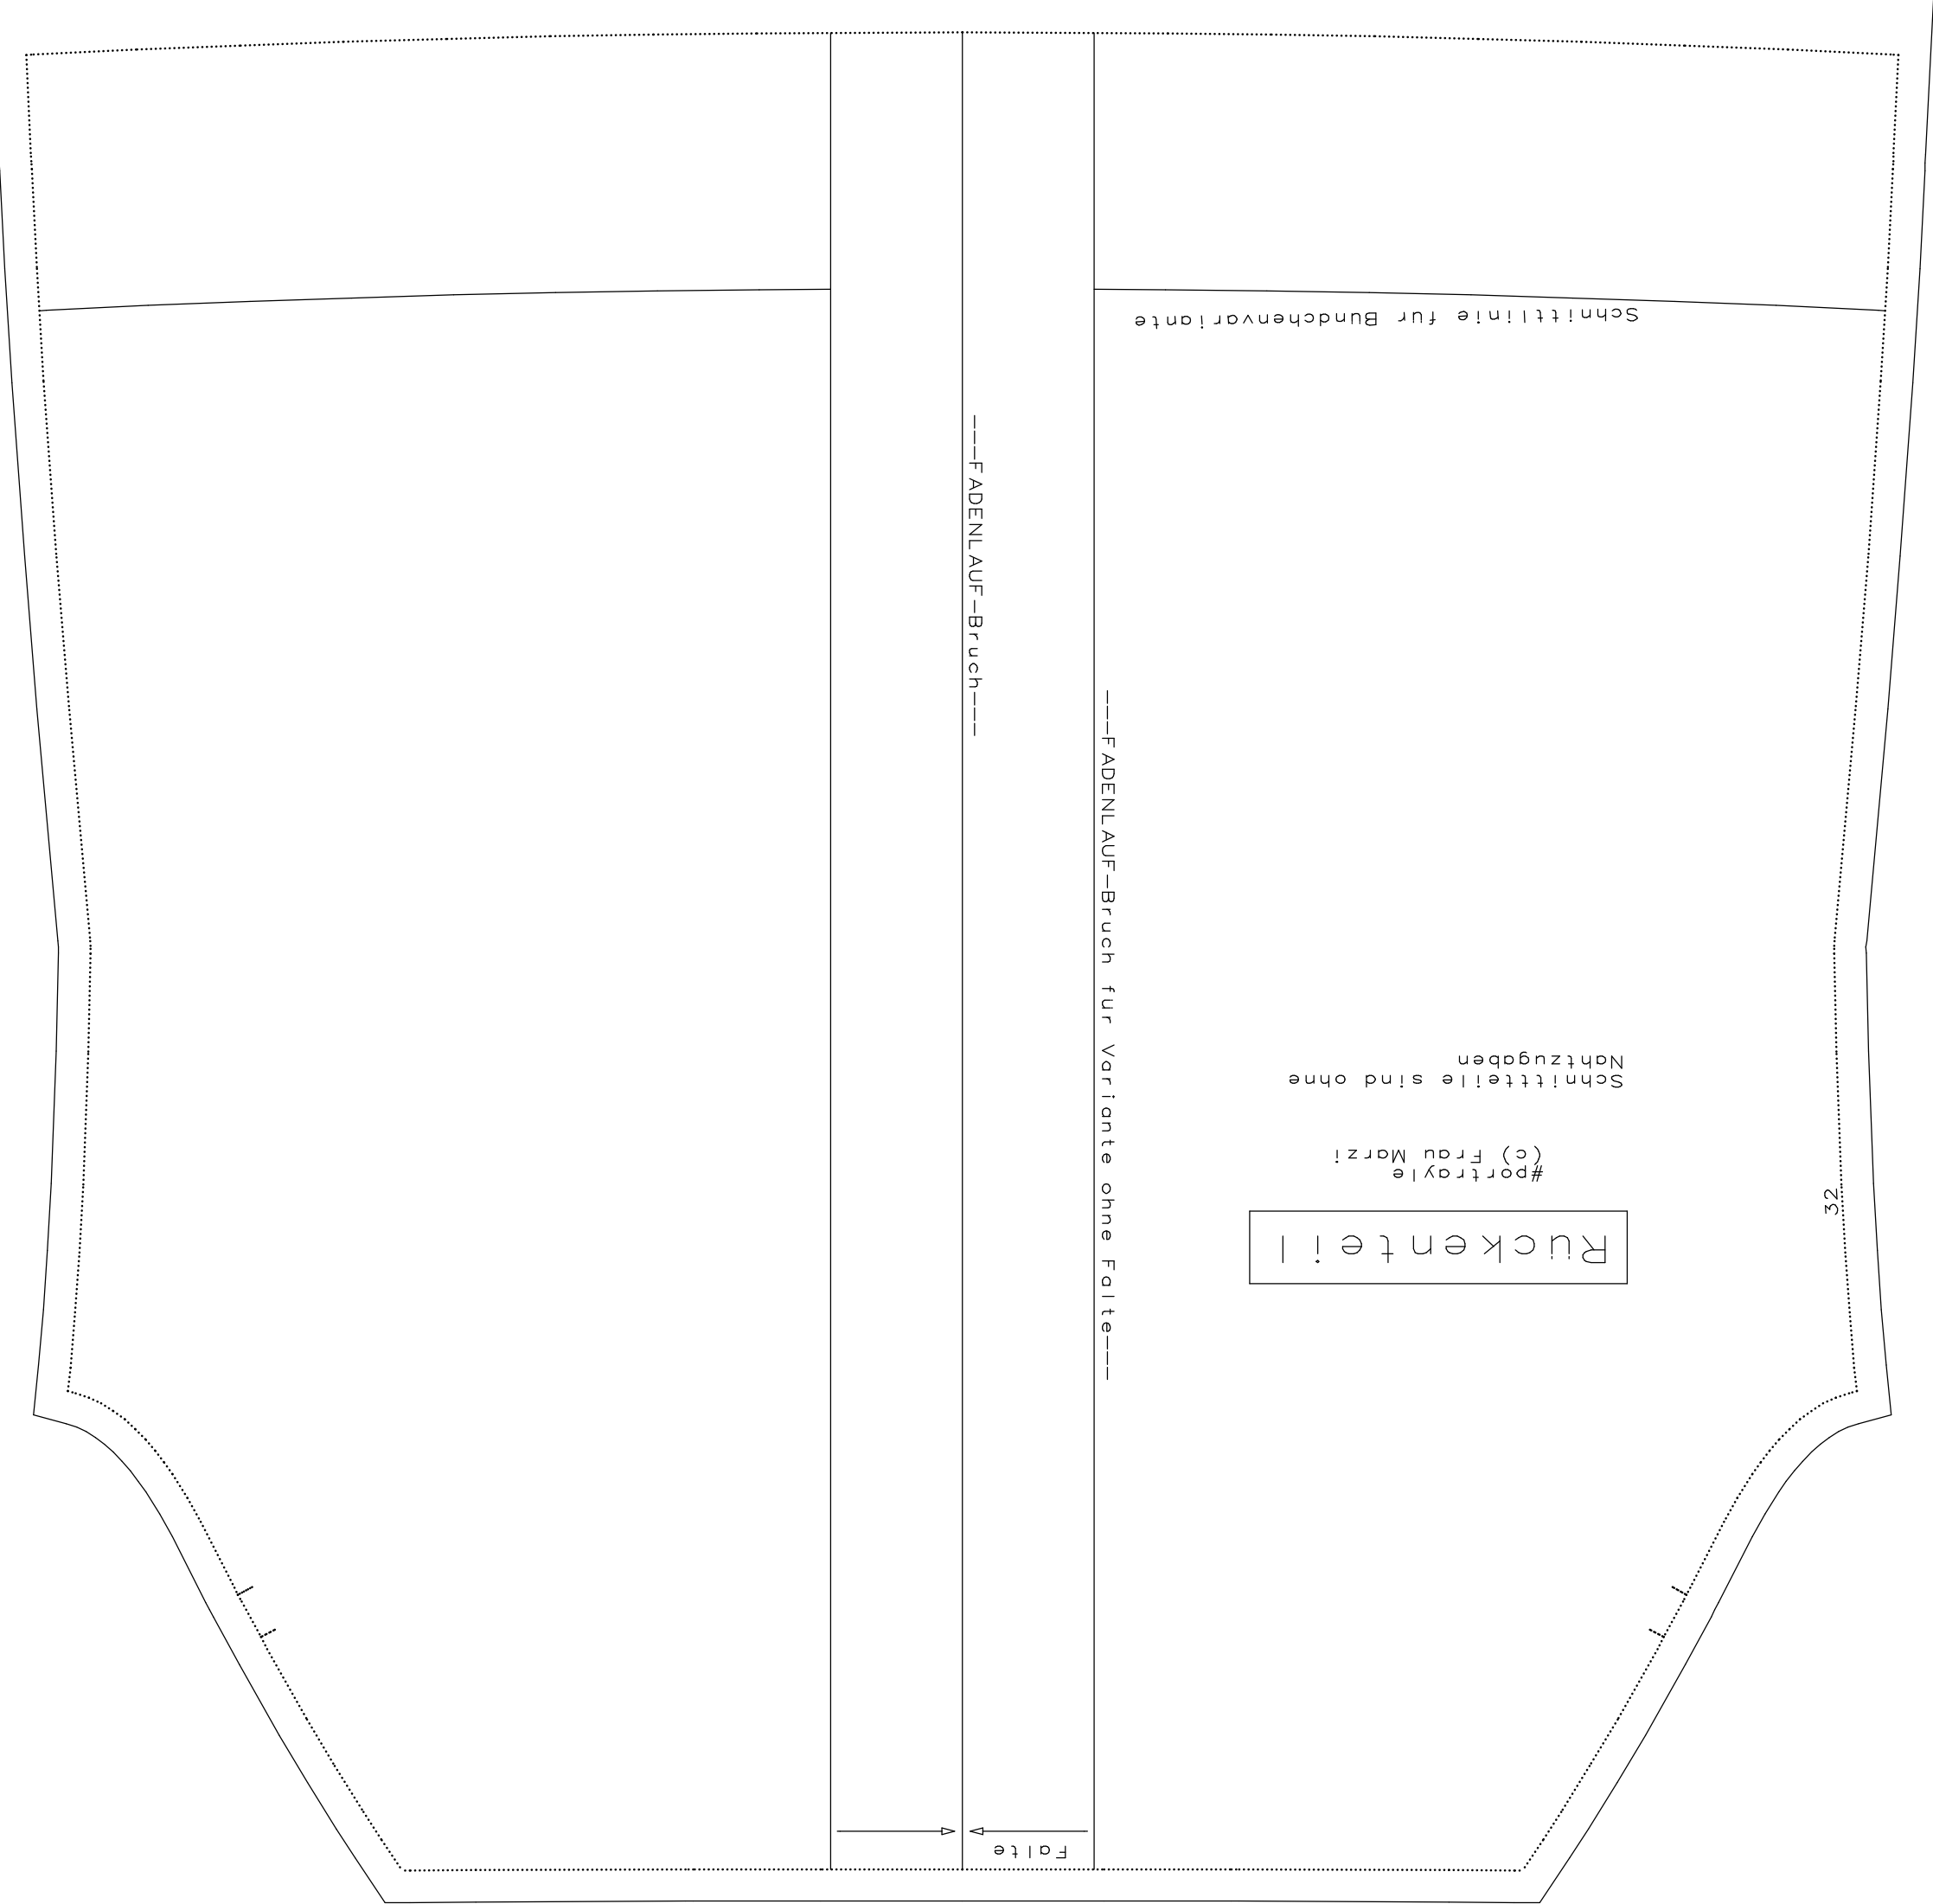 Falte
Rückenteil
32
#portrayle
(c) Frau Marzi
Schnittteile sind ohne
Nahtzugaben
---FADENLAUF-Bruch fur Variante ohne Falte---
---FADENLAUF-Bruch---
Schnittlinie fur Bundchenvariante